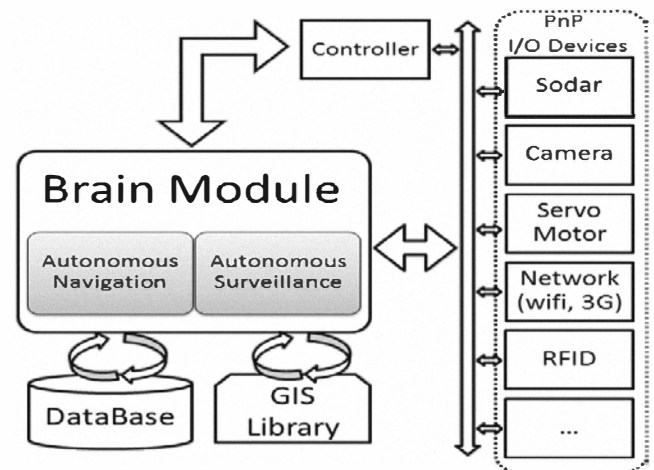 PnP
I/O Devices
Controller
Sodar
Camera
Brain Module
Servo
Motor
Autonomous
Navigation
Autonomous
Surveillance
Network
(wifi, 3G)
RFID
DataBase
GIS
Library
...